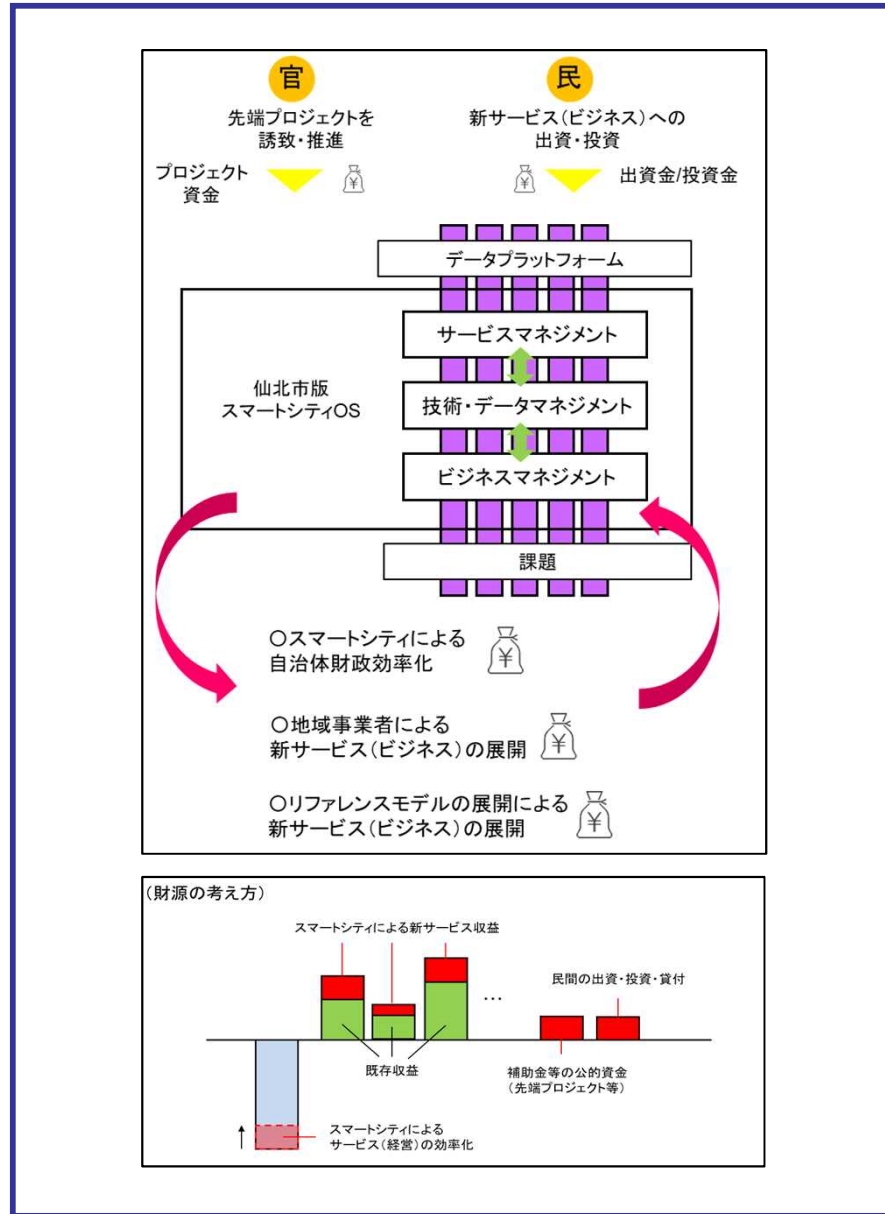 官
民
先端プロジェクトを
誘致・推進
新サービス(ビジネス)への
出資・投資
プロジェクト
資金
¥
¥
出資金/投資金
データプラットフォーム
サービスマネジメント
仙北市版
スマートシティOS
技術・データマネジメント
ビジネスマネジメント
課題
○スマートシティによる
自治体財政効率化
¥
○地域事業者による
新サービス(ビジネス)の展開
¥
○リファレンスモデルの展開による
新サービス(ビジネス)の展開
¥
(財源の考え方)
スマートシティによる新サービス収益
民間の出資・投資・貸付
…
既存収益
補助金等の公的資金
(先端プロジェクト等)
スマートシティによる
サービス(経営)の効率化